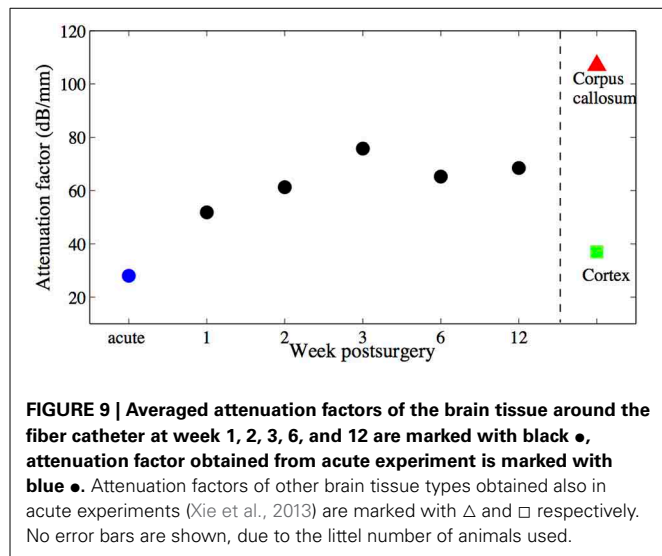 120
100
80
60
40
20
Attenuation factor (dB/mm)
Corpus
callosum
Cortex
acute 1 2 3 6 12
Week postsurgery
FIGURE 9 | Averaged attenuation factors of the brain tissue around the
fiber catheter at week 1, 2, 3, 6, and 12 are marked with black ●,
attenuation factor obtained from acute experiment is marked with
blue ●. Attenuation factors of other brain tissue types obtained also in
acute experiments (Xie et al., 2013) are marked with △ and □ respectively.
No error bars are shown, due to the littel number of animals used.